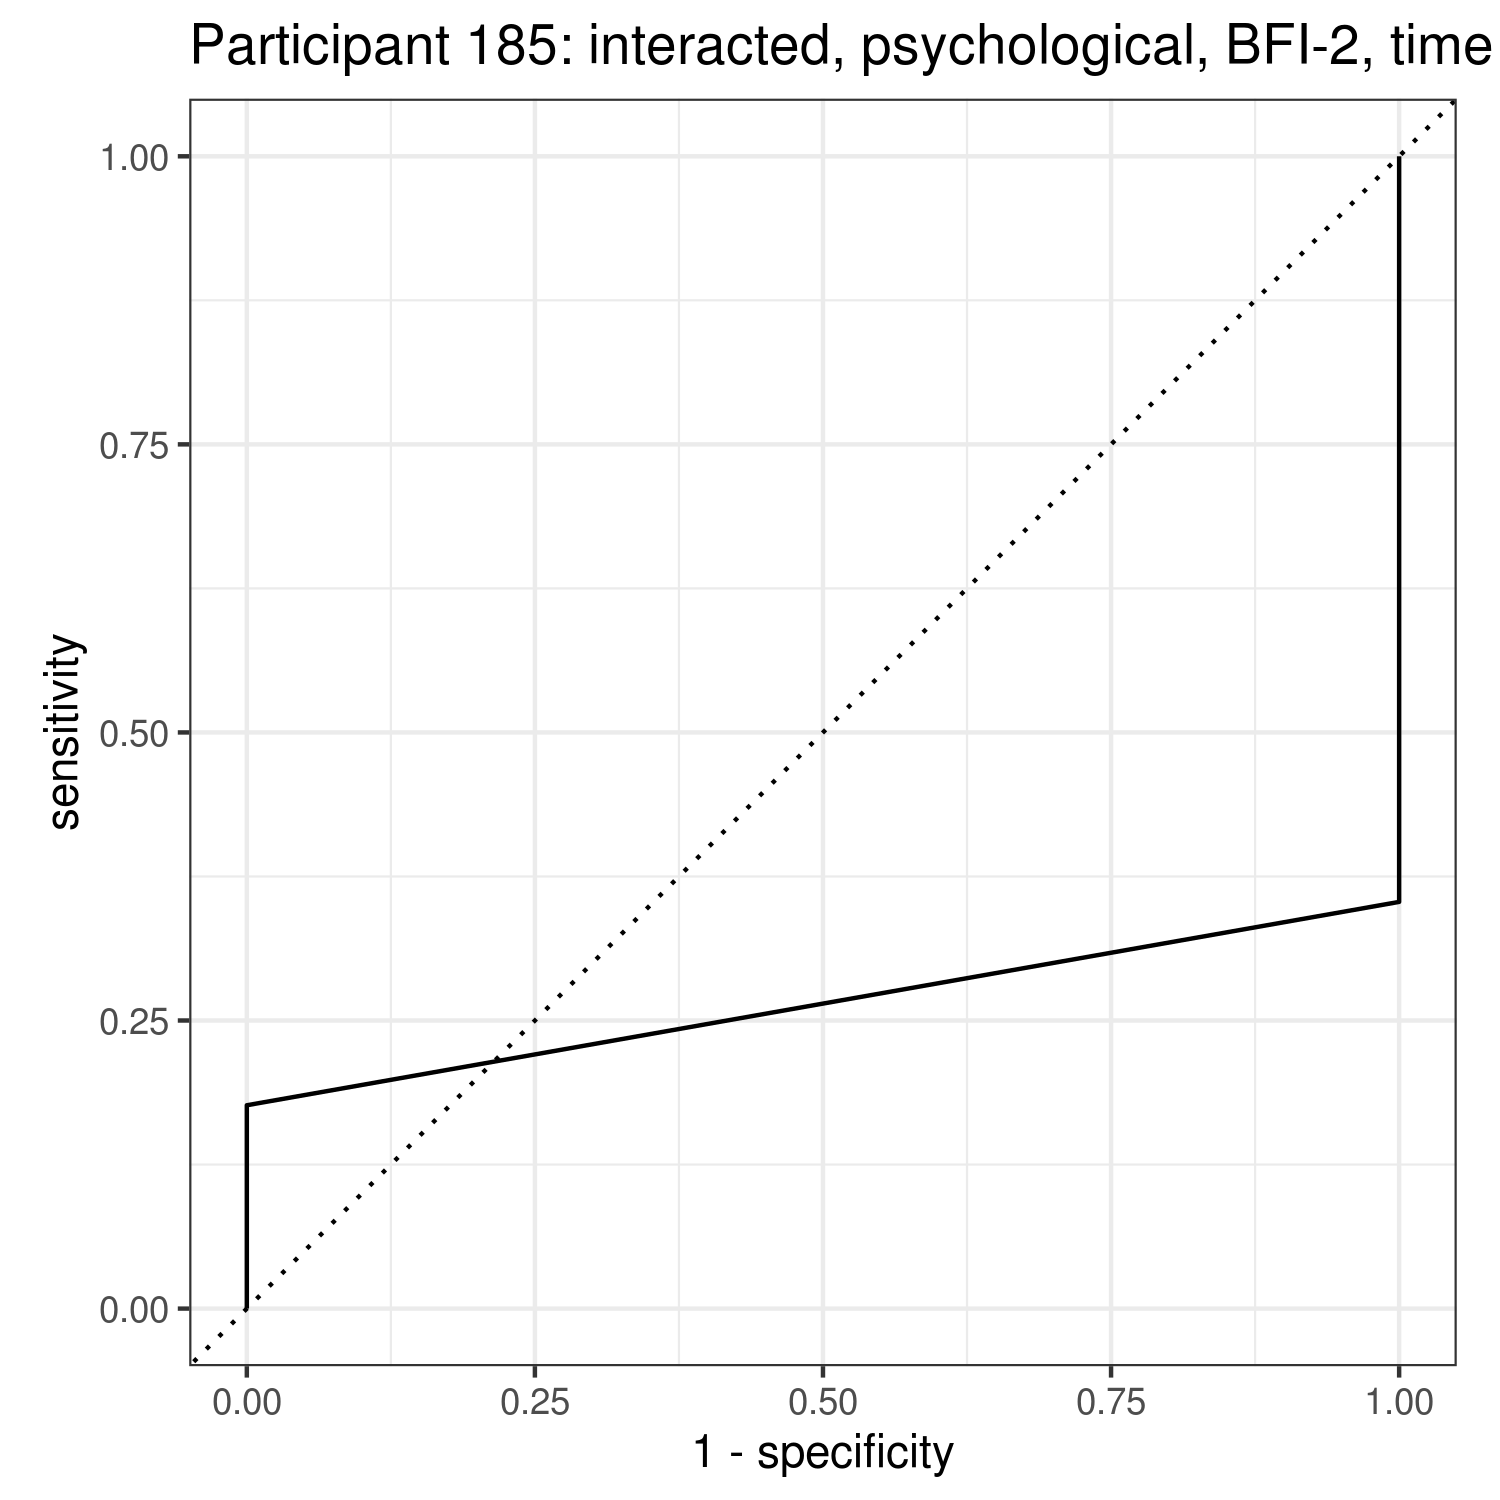 Participant 185: interacted, psychological, BFI-2, time
1.00
0.75
0.50
0.25
0.00
sensitivity
0.00 0.25 0.50 0.75 1.00
1 - specificity